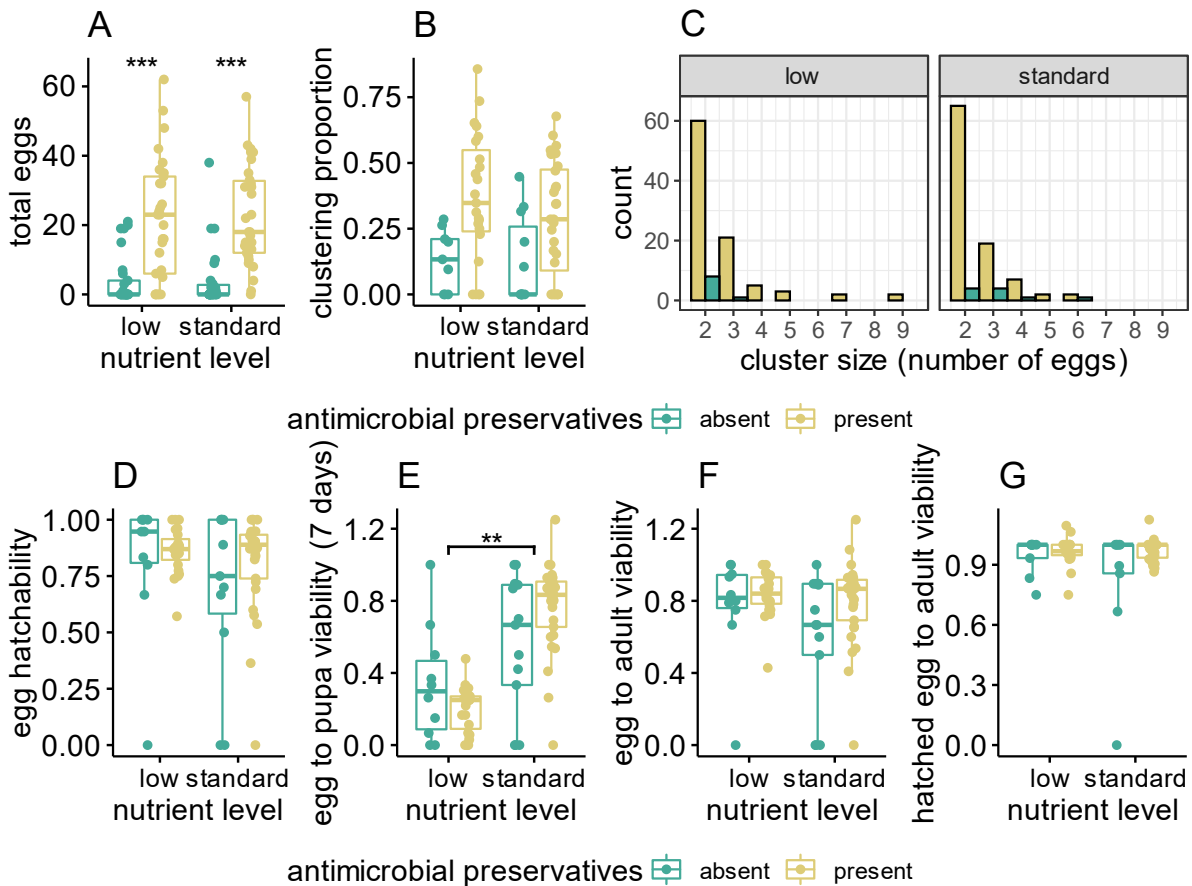 A
total eggs
60
40
20
0
***
***
low
standard
nutrient level
B
clustering proportion
0.75
0.50
0.25
0.00
low
standard
nutrient level
C
low
standard
count
60
40
20
0
2 3 4 5 6 7 8 9
2 3 4 5 6 7 8 9
cluster size (number of eggs)
antimicrobial preservatives absent present
D
egg hatchability
1.00
0.75
0.50
0.25
0.00
low standard
nutrient level
E
egg to pupa viability (7 days)
1.2
0.8
0.4
0.0
**
low standard
nutrient level
F
egg to adult viability
1.2
0.8
0.4
0.0
low standard
nutrient level
G
hatched egg to adult viability
0.9
0.6
0.3
0.0
low standard
nutrient level
antimicrobial preservatives absent present